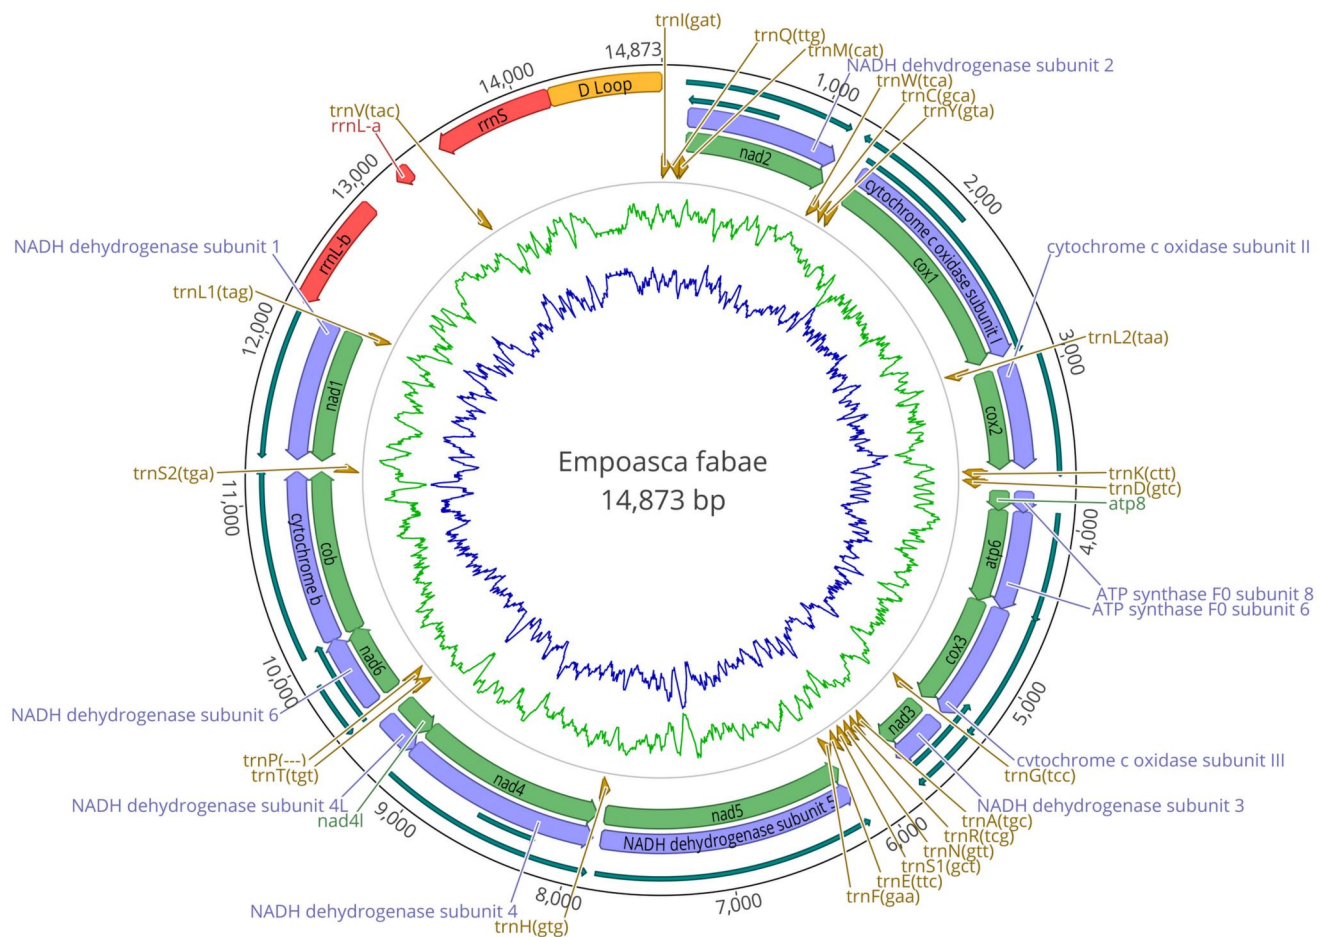 trnI(gat)
14,873
trnQ(ttg)
trnM(cat)
NADH dehydrogenase subunit 2
1,000
trnW(tca)
trnC(gca)
trnY(gta)
14,000
D Loop
rrnS
trnV(tac)
rrnL-a
13,000
nad2
2,000
cytochrome c oxidase subunit I
cox1
NADH dehydrogenase subunit 1
rrnL-b
cytochrome c oxidase subunit II
trnL1(tag)
12,000
3,000
trnL2(taa)
nad1
cox2
Empoasca fabae
14,873 bp
trnS2(tga)
trnK(ctt)
trnD(gtc)
atp8
11,000
4,000
cytochrome b
cob
atp6
ATP synthase F0 subunit 8
ATP synthase F0 subunit 6
cox3
nad6
10,000
5,000
NADH dehydrogenase subunit 6
nad3
trnP(---)
trnT(tgt)
cytochrome c oxidase subunit III
trnG(tcc)
nad4
nad5
NADH dehydrogenase subunit 5
NADH dehydrogenase subunit 4L
nad4l
9,000
NADH dehydrogenase subunit 3
trnA(tgc)
6,000
trnR(tcg)
trnN(gtt)
trnS1(gct)
trnE(ttc)
trnF(gaa)
8,000
7,000
NADH dehydrogenase subunit 4
trnH(gtg)